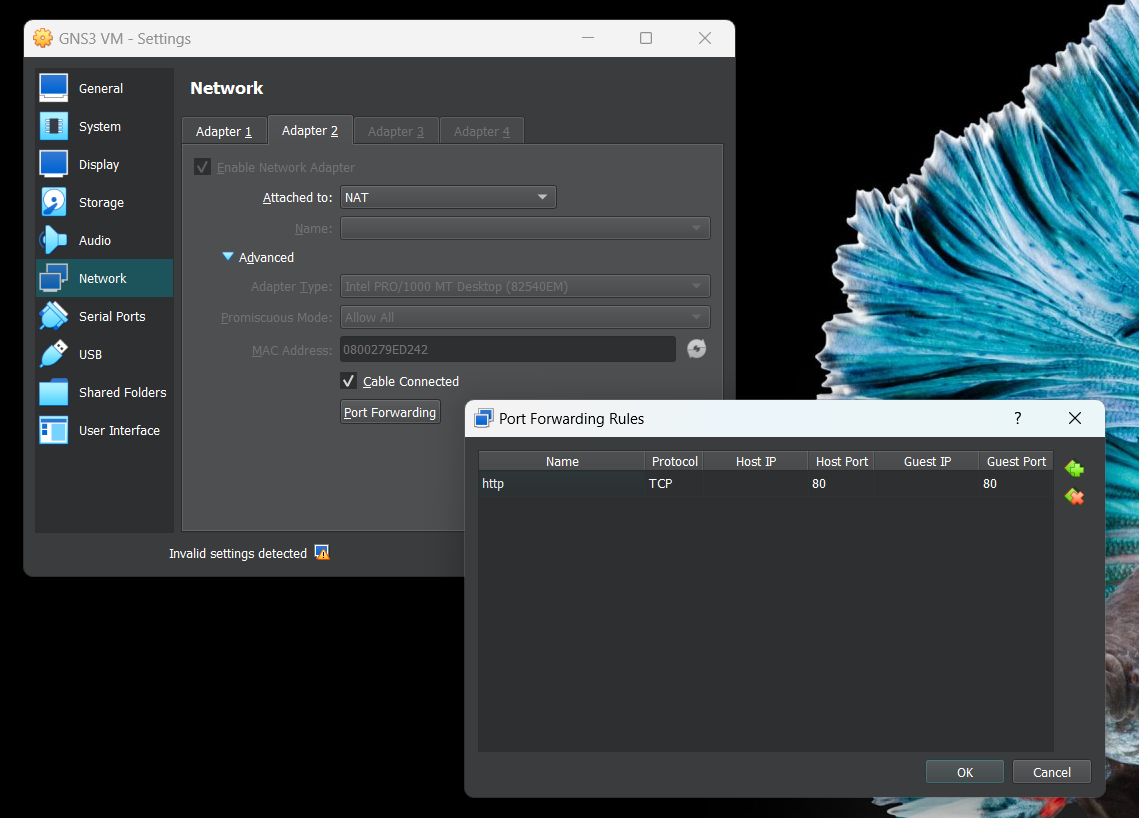 GNS3 VM - Settings
General
System
Display
Storage
Audio
Network
Serial Ports
USB
Shared Folders
User Interface
Network
Adapter 1 Adapter 2 Adapter 3 Adapter 4
Enable Network Adapter
Attached to: NAT
Name:
Advanced
Adapter Type: Intel PRO/1000 MT Desktop (82540EM)
Promiscuous Mode: Allow All
MAC Address: 0800279ED242
Cable Connected
Port Forwarding
Invalid settings detected
Port Forwarding Rules ?
Name Protocol Host IP Host Port Guest IP Guest Port
http TCP 80 80
OK Cancel